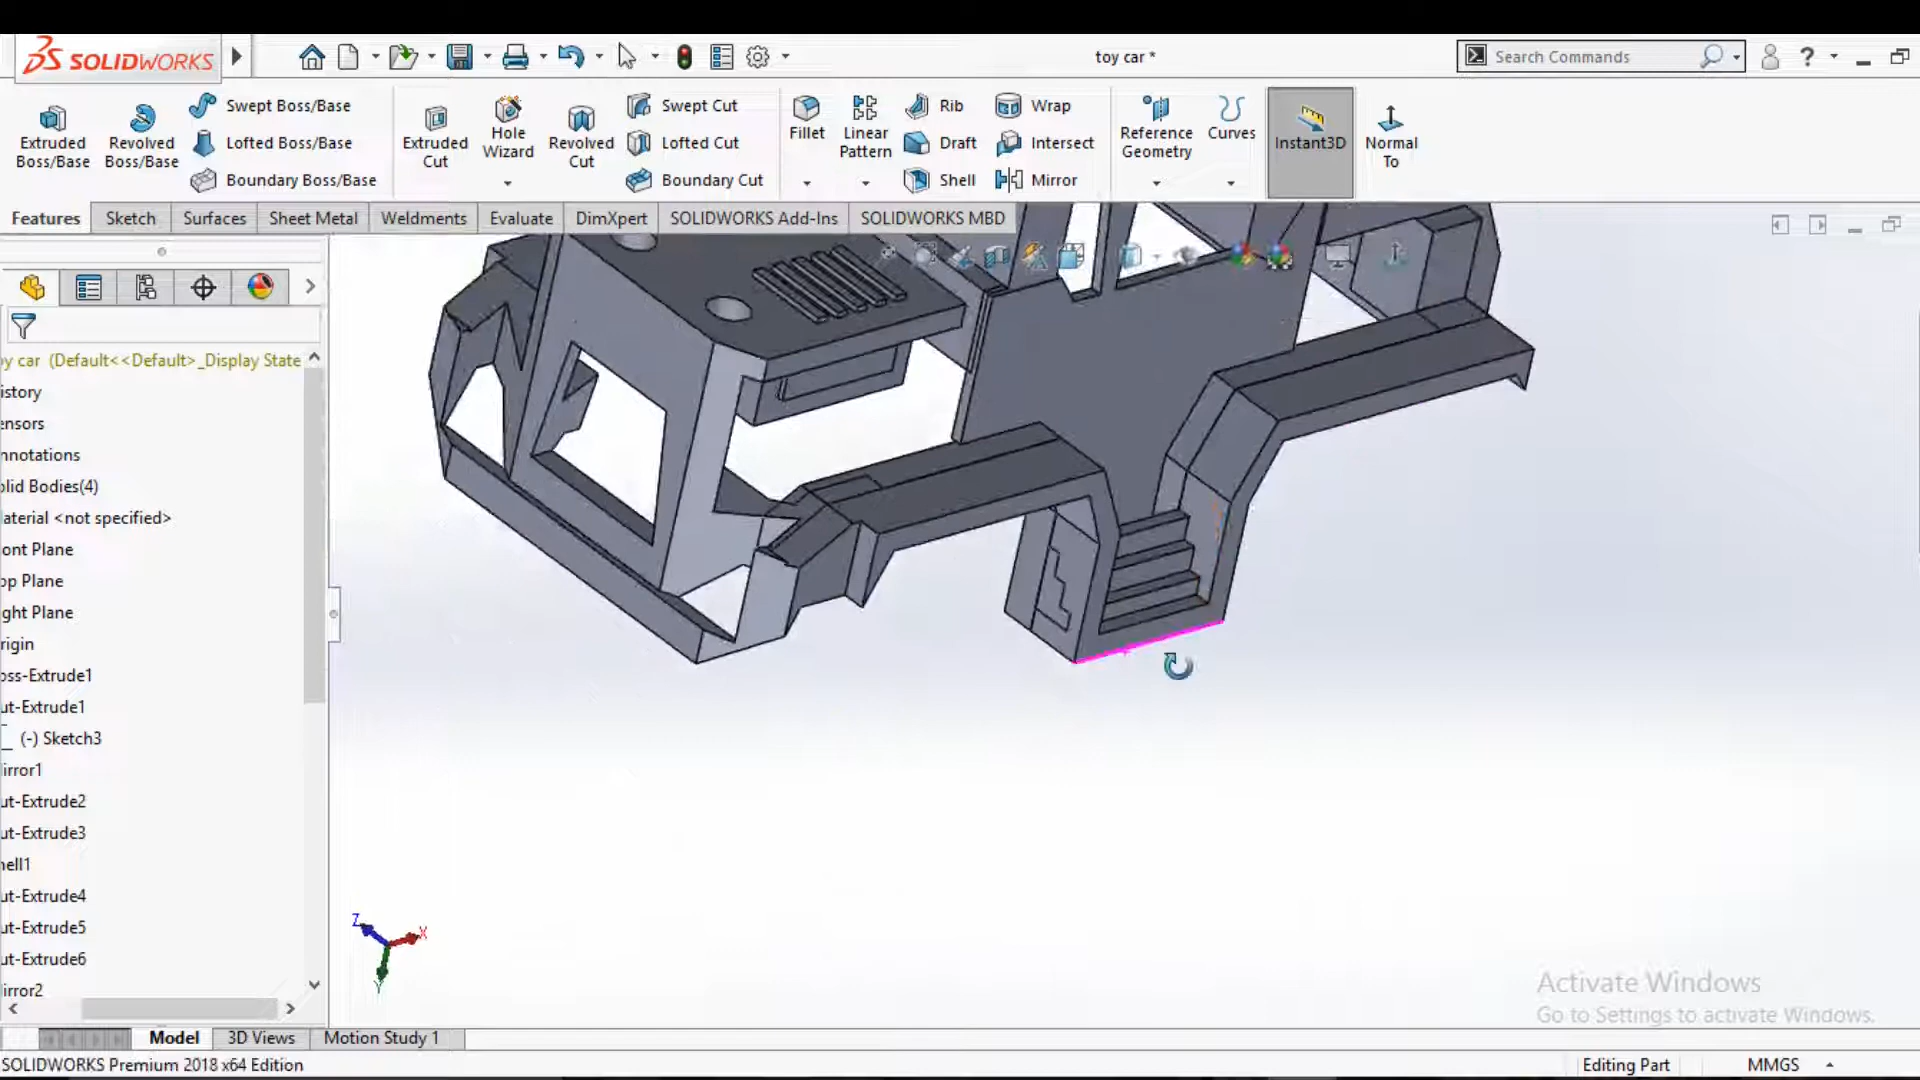 SOLIDWORKS
toy car *
Search Commands
Extruded Boss/Base
Revolved Boss/Base
Swept Boss/Base
Lofted Boss/Base
Boundary Boss/Base
Extruded Cut
Hole Wizard
Revolved Cut
Swept Cut
Lofted Cut
Boundary Cut
Fillet
Linear Pattern
Rib
Draft
Shell
Wrap
Intersect
Mirror
Reference Geometry
Curves
Instant3D
Normal To
Features
Sketch
Surfaces
Sheet Metal
Weldments
Evaluate
DimXpert
SOLIDWORKS Add-Ins
SOLIDWORKS MBD
oy car (Default<<Default>_Display State
istory
ensors
nnotations
olid Bodies(4)
aterial <not specified>
ont Plane
op Plane
ght Plane
rigin
oss-Extrude1
ut-Extrude1
(-) Sketch3
irror1
ut-Extrude2
ut-Extrude3
hell1
ut-Extrude4
ut-Extrude5
ut-Extrude6
irror2
Z
X
Y
Activate Windows
Go to Settings to activate Windows.
Model
3D Views
Motion Study 1
SOLIDWORKS Premium 2018 x64 Edition
Editing Part
MMGS